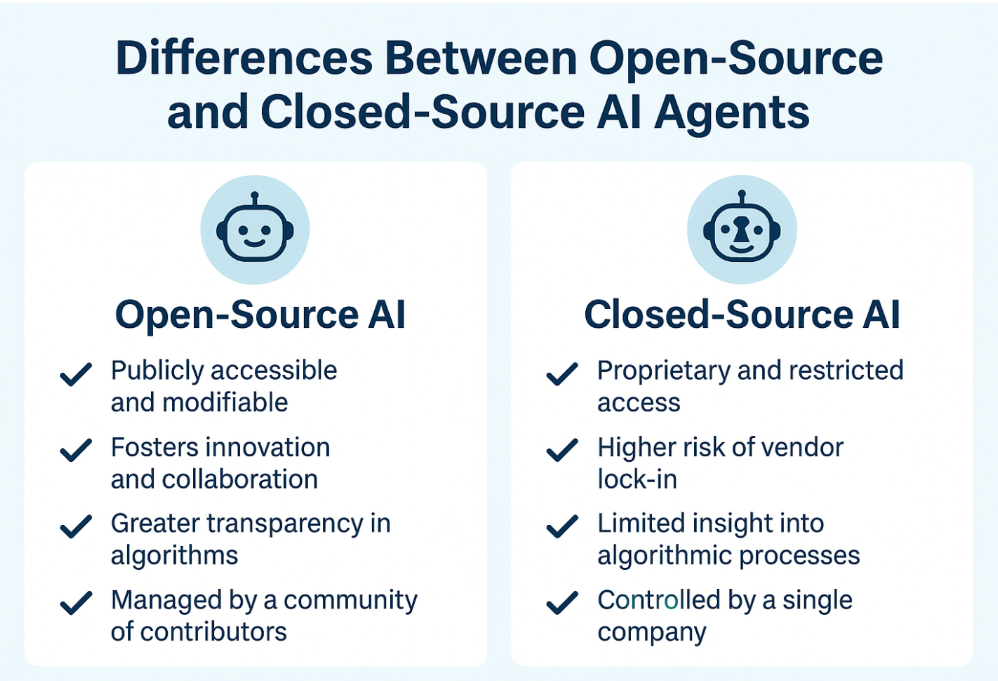 Differences Between Open-Source
and Closed-Source AI Agents
Open-Source AI
Publicly accessible
and modifiable
Fosters innovation
and collaboration
Greater transparency in
algorithms
Managed by a community
of contributors
Closed-Source AI
Proprietary and restricted
access
Higher risk of vendor
lock-in
Limited insight into
algorithmic processes
Controlled by a single
company